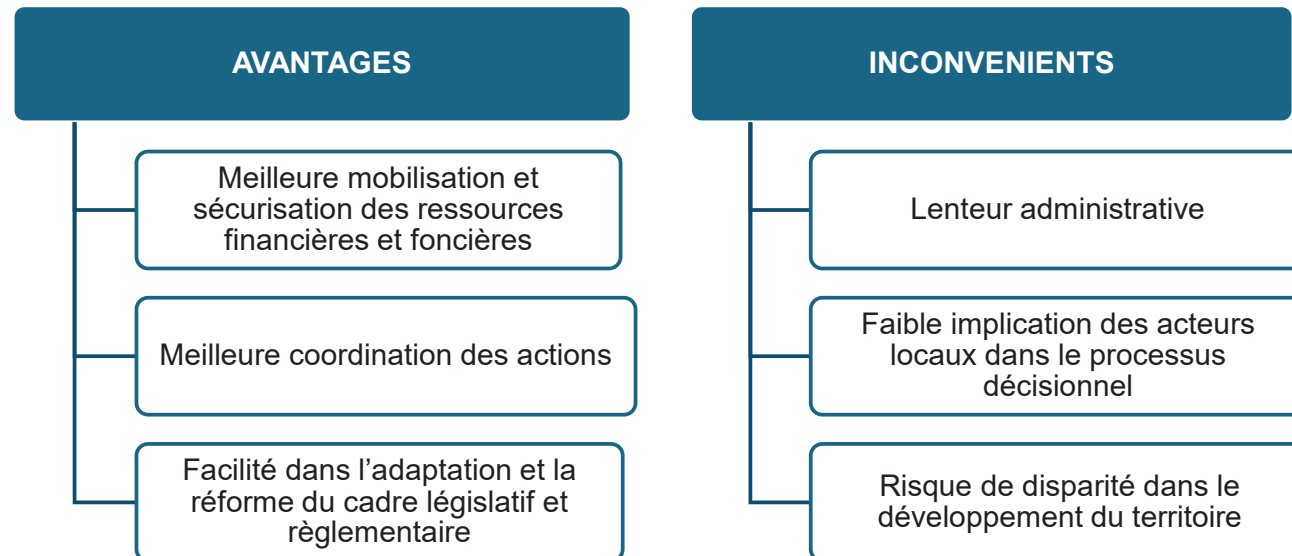 AVANTAGES
Meilleure mobilisation et
sécurisation des ressources
financières et foncières
Meilleure coordination des actions
Facilité dans l’adaptation et la
réforme du cadre législatif et
règlementaire
INCONVENIENTS
Lenteur administrative
Faible implication des acteurs
locaux dans le processus
décisionnel
Risque de disparité dans le
développement du territoire